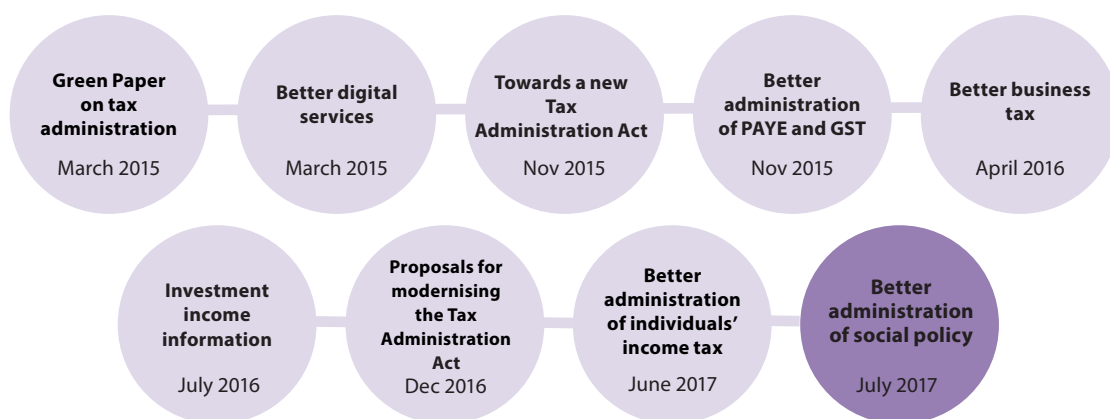 Green Paper
on tax
administration
March 2015
Better digital
services
March 2015
Towards a new
Tax
Administration Act
Nov 2015
Better
administration
of PAYE and GST
Nov 2015
Better business
tax
April 2016
Investment
income
information
July 2016
Proposals for
modernising
the Tax
Administration
Act
Dec 2016
Better
administration
of individuals’
income tax
June 2017
Better
administration
of social policy
July 2017